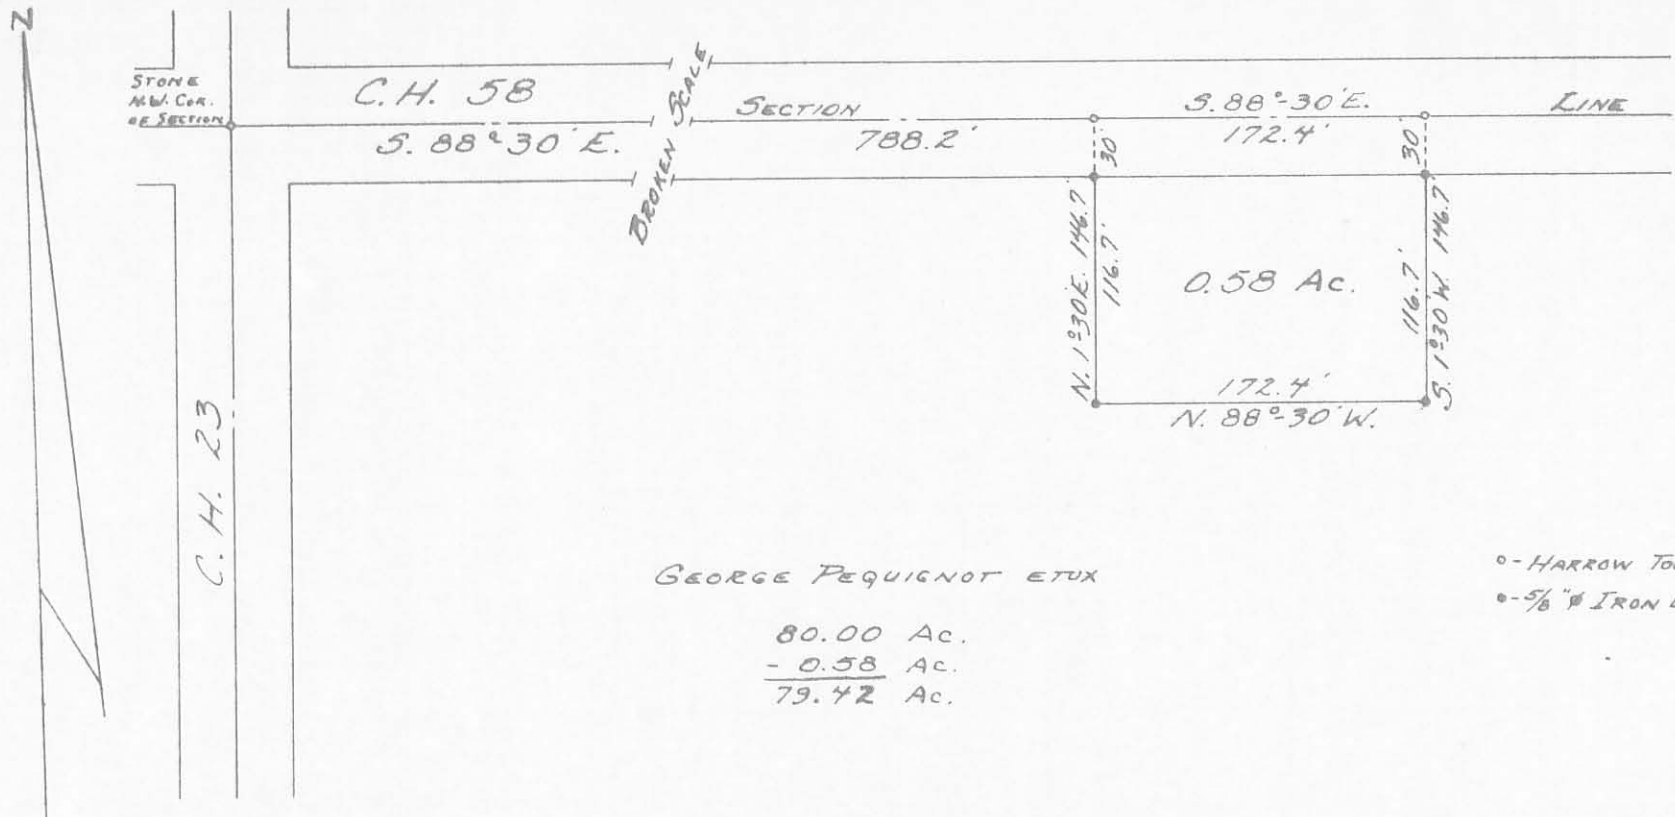 N
STONE
N.W. COR.
OF SECTION
C.H. 58
S. 88°30' E.
BROKEN SCALE
SECTION
788.2'
S. 88°-30' E.
172.4'
LINE
30'
30'
N. 1°30'E. 146.7'
116.7'
0.58 AC.
116.7'
S. 1°30'W. 146.7'
172.4'
N. 88°-30' W.
C. H. 23
GEORGE PEQUIGNOT ETUX
80.00 AC.
- 0.58 AC.
79.42 AC.
o - HARROW
● - 5/8"ø IRON